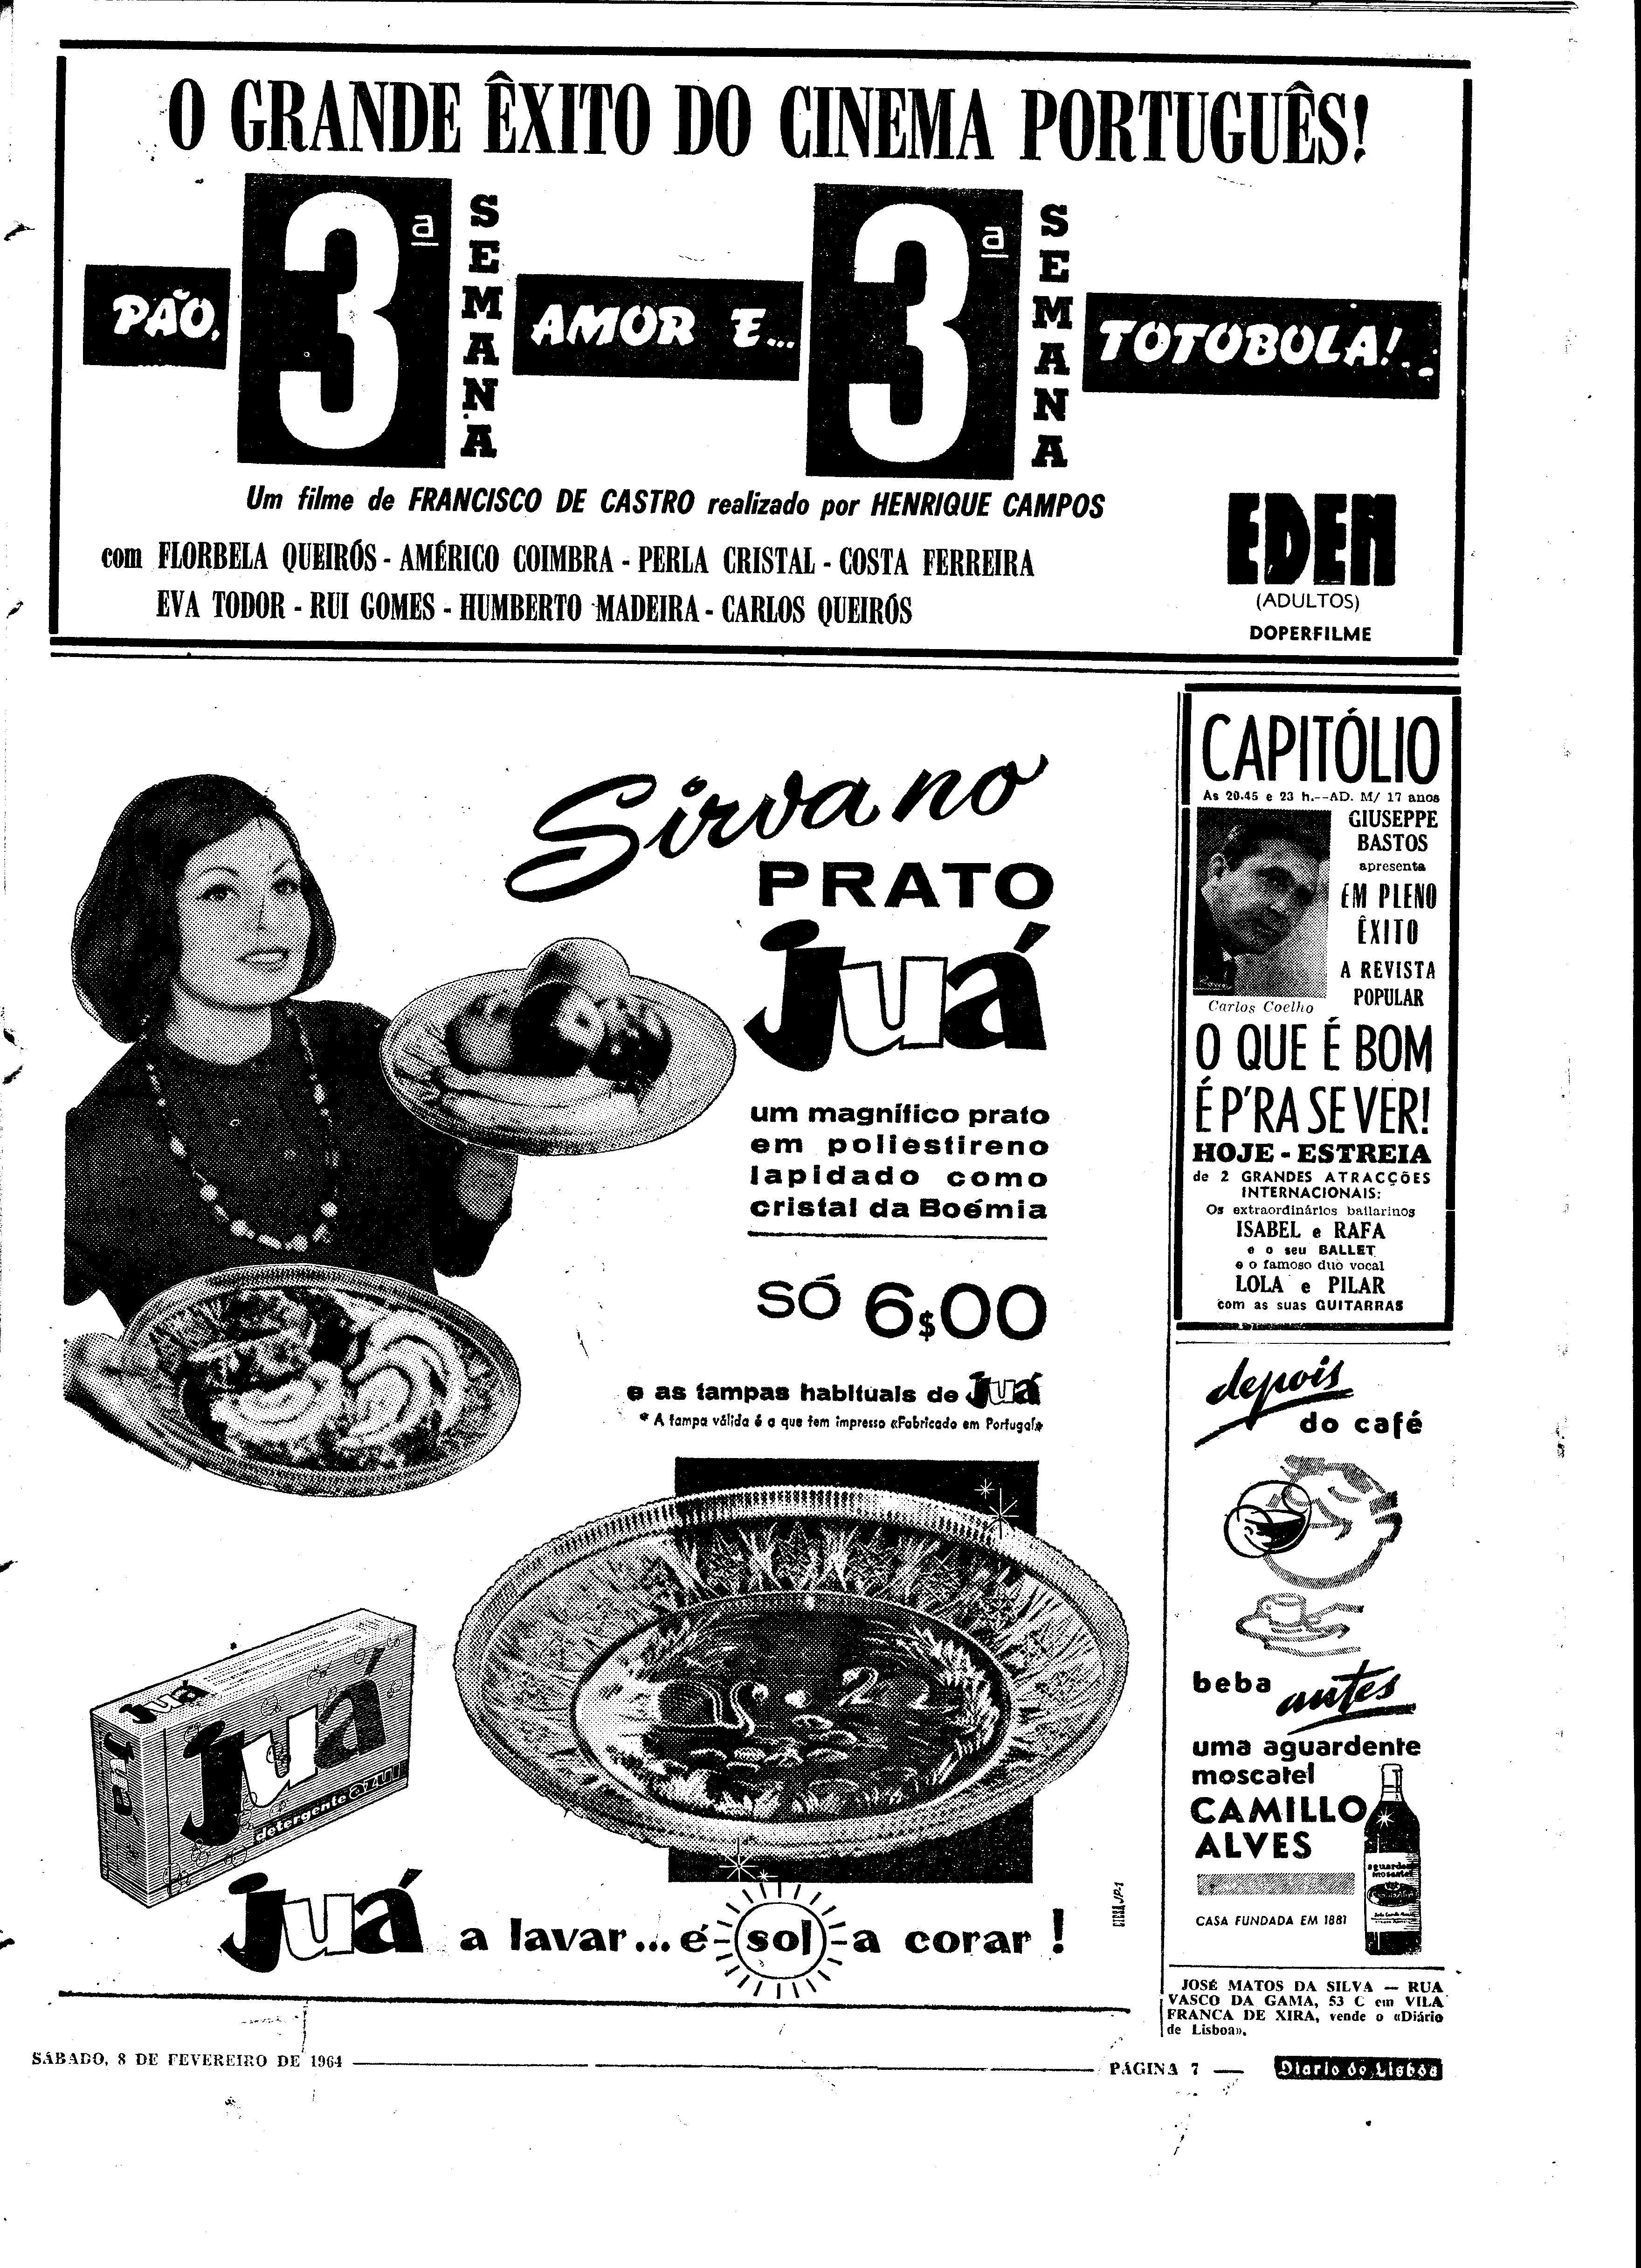 O GRANDE ÊXITO DO CINEMA PORTUGUÊS!
PÃO,
3ª
SEMANA
AMOR E...
3ª
SEMANA
TOTOBOLA!...
Um filme de FRANCISCO DE CASTRO realizado por HENRIQUE CAMPOS
com FLORBELA QUEIRÓS - AMÉRICO COIMBRA - PERLA CRISTAL - COSTA FERREIRA
EVA TODOR - RUI GOMES - HUMBERTO MADEIRA - CARLOS QUEIRÓS
EDEN
(ADULTOS)
DOPERFILME
Sirva no
PRATO
Juá
um magnífico prato
em poliestireno
lapidado como
cristal da Boémia
SÓ 6$00
e as tampas habituais de Juá
* A tampa válida é a que tem impresso «Fabricado em Portugal»
Juá
Juá
Juá
detergente AZUL
Juá a lavar... é sol a corar!
CAPITÓLIO
As 20.45 e 23 h.--AD. M/ 17 anos
GIUSEPPE
BASTOS
apresenta
EM PLENO
ÊXITO
A REVISTA
POPULAR
Carlos Coelho
O QUE É BOM
É P'RA SE VER!
HOJE - ESTREIA
de 2 GRANDES ATRACÇÕES
INTERNACIONAIS:
Os extraordinários bailarinos
ISABEL e RAFA
e o seu BALLET
e o famoso duo vocal
LOLA e PILAR
com as suas GUITARRAS
depois
do café
beba antes
uma aguardente
moscatel
CAMILLO
ALVES
aguardente
moscatel
CASA FUNDADA EM 1881
JOSÉ MATOS DA SILVA — RUA
VASCO DA GAMA, 53 C em VILA
FRANCA DE XIRA, vende o «Diário
de Lisboa».
SÁBADO, 8 DE FEVEREIRO DE 1964
PÁGINA 7
Diario de Lisbôa